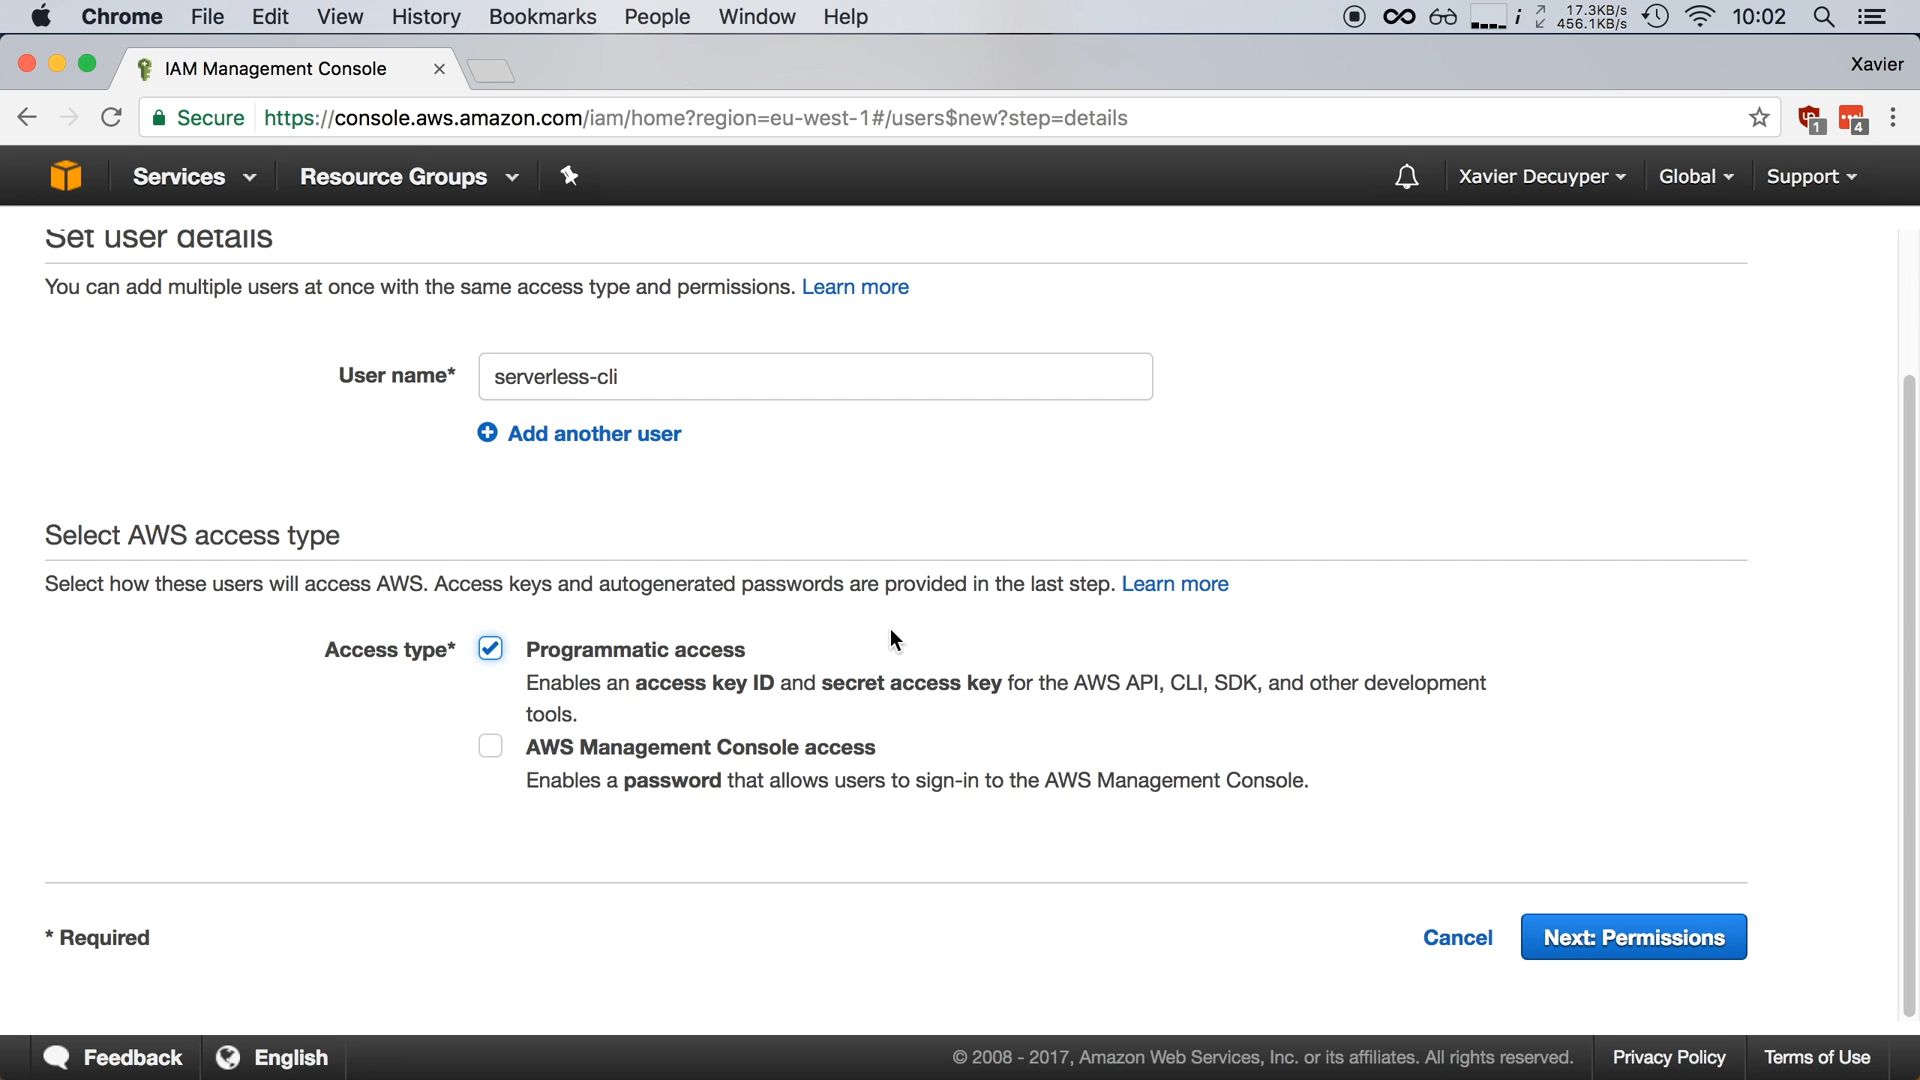 Chrome File Edit View History Bookmarks People Window Help
17.3KB/s
456.1KB/s
10:02
IAM Management Console
Xavier
Secure https://console.aws.amazon.com/iam/home?region=eu-west-1#/users$new?step=details
1
4
Services Resource Groups Xavier Decuyper Global Support
Set user details
You can add multiple users at once with the same access type and permissions. Learn more
User name* serverless-cli
Add another user
Select AWS access type
Select how these users will access AWS. Access keys and autogenerated passwords are provided in the last step. Learn more
Access type* Programmatic access
Enables an access key ID and secret access key for the AWS API, CLI, SDK, and other development
tools.
AWS Management Console access
Enables a password that allows users to sign-in to the AWS Management Console.
* Required Cancel Next: Permissions
Feedback English © 2008 - 2017, Amazon Web Services, Inc. or its affiliates. All rights reserved. Privacy Policy Terms of Use